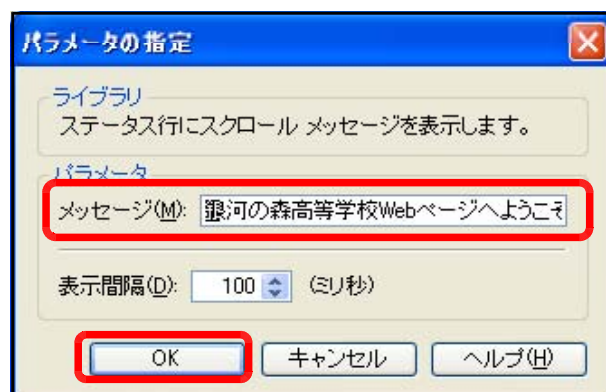 パラメータの指定
ライブラリ
ステータス行にスクロール メッセージを表示します。
パラメータ
メッセージ(M): 銀河の森高等学校Webページへようこそ
表示間隔(D): 100 (ミリ秒)
OK キャンセル ヘルプ(H)